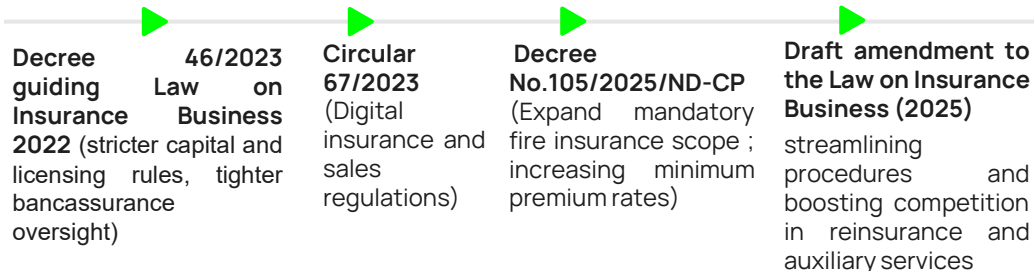 Decree 46/2023
guiding Law on
Insurance Business
2022 (stricter capital and
licensing rules, tighter
bancassurance
oversight)
Circular
67/2023
(Digital
insurance and
sales
regulations)
Decree
No.105/2025/ND-CP
(Expand mandatory
fire insurance scope ;
increasing minimum
premium rates)
Draft amendment to
the Law on Insurance
Business (2025)
streamlining
procedures and
boosting competition
in reinsurance and
auxiliary services